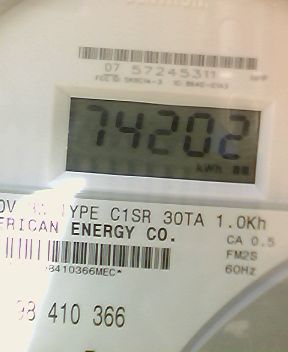 07 57245311
74202
kWh
TYPE C1SR 30TA 1.0Kh
ERICAN ENERGY CO.
CA 0.5
FM2S
8410366MEC*
60Hz
98 410 366